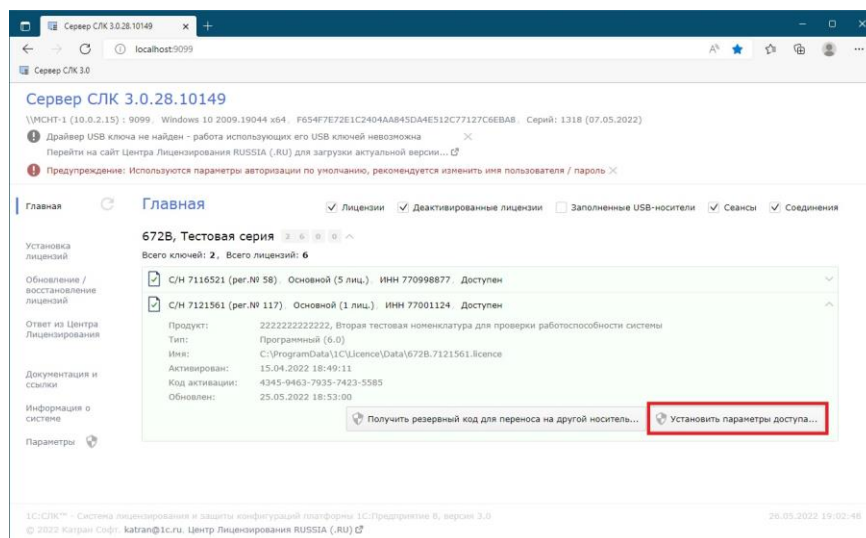 Сервер СЛК 3.0.28.10149
localhost:9099
Сервер СЛК 3.0
Сервер СЛК 3.0.28.10149
\\MCHT-1 (10.0.2.15) : 9099, Windows 10 2009.19044 x64, F654F7E72E1C2404AA845DA4E512C77127C6EBA8, Серий: 1318 (07.05.2022)
Драйвер USB ключа не найден - работа использующих его USB ключей невозможна
Перейти на сайт Центра Лицензирования RUSSIA (.RU) для загрузки актуальной версии...
Предупреждение: Используются параметры авторизации по умолчанию, рекомендуется изменить имя пользователя / пароль
Главная
Установка лицензий
Обновление / восстановление лицензий
Ответ из Центра Лицензирования
Документация и ссылки
Информация о системе
Параметры
Главная
Лицензии Деактивированные лицензии Заполненные USB-носители Сеансы Соединения
672B, Тестовая серия 2 6 0 0
Всего ключей: 2, Всего лицензий: 6
С/Н 7116521 (рег.№ 58), Основной (5 лиц.), ИНН 770998877, Доступен
С/Н 7121561 (рег.№ 117), Основной (1 лиц.), ИНН 77001124, Доступен
Продукт: 2222222222222, Вторая тестовая номенклатура для проверки работоспособности системы
Тип: Программный (6.0)
Имя: C:\ProgramData\1C\Licence\Data\672B.7121561.licence
Активирован: 15.04.2022 18:49:11
Код активации: 4345-9463-7935-7423-5585
Обновлен: 25.05.2022 18:53:00
Получить резервный код для переноса на другой носитель...
Установить параметры доступа...
1С:СЛК™ - Система лицензирования и защиты конфигураций платформы 1С:Предприятие 8, версия 3.0
26.05.2022 19:02:48
© 2022 Катран Софт. katran@1c.ru. Центр Лицензирования RUSSIA (.RU)